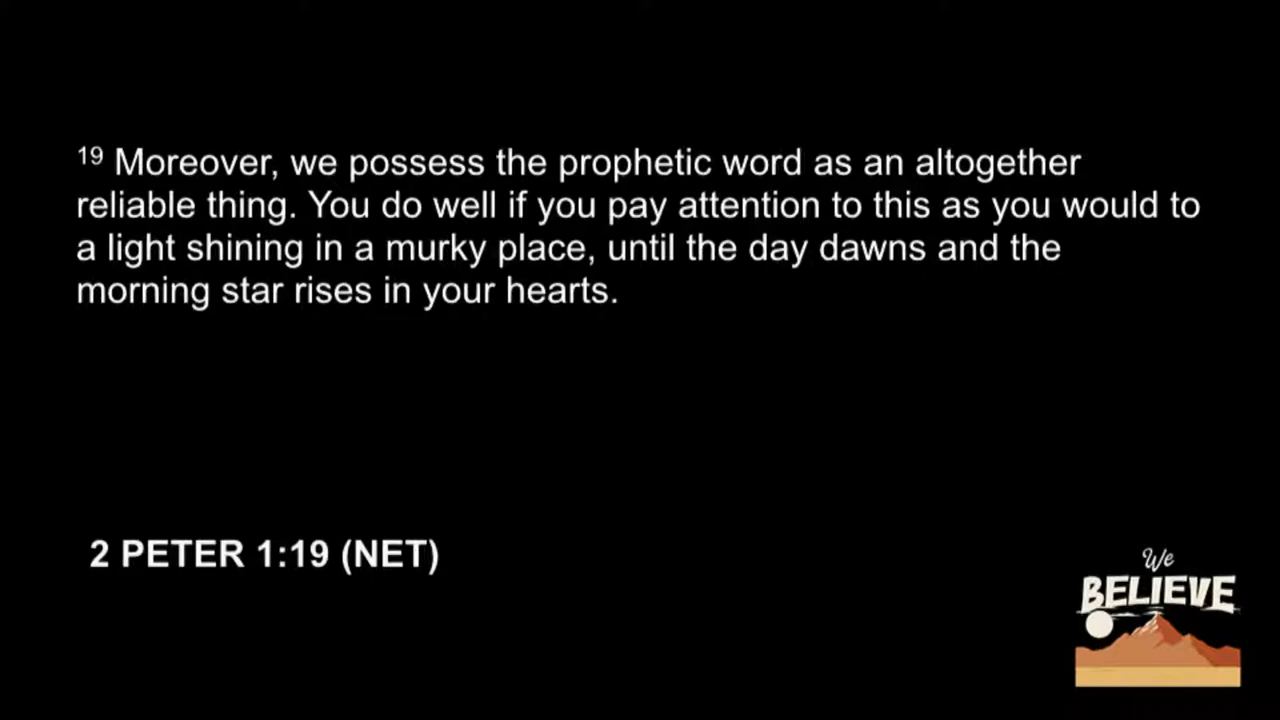 19 Moreover, we possess the prophetic word as an altogether
reliable thing. You do well if you pay attention to this as you would to
a light shining in a murky place, until the day dawns and the
morning star rises in your hearts.
2 PETER 1:19 (NET)
We
BELIEVE